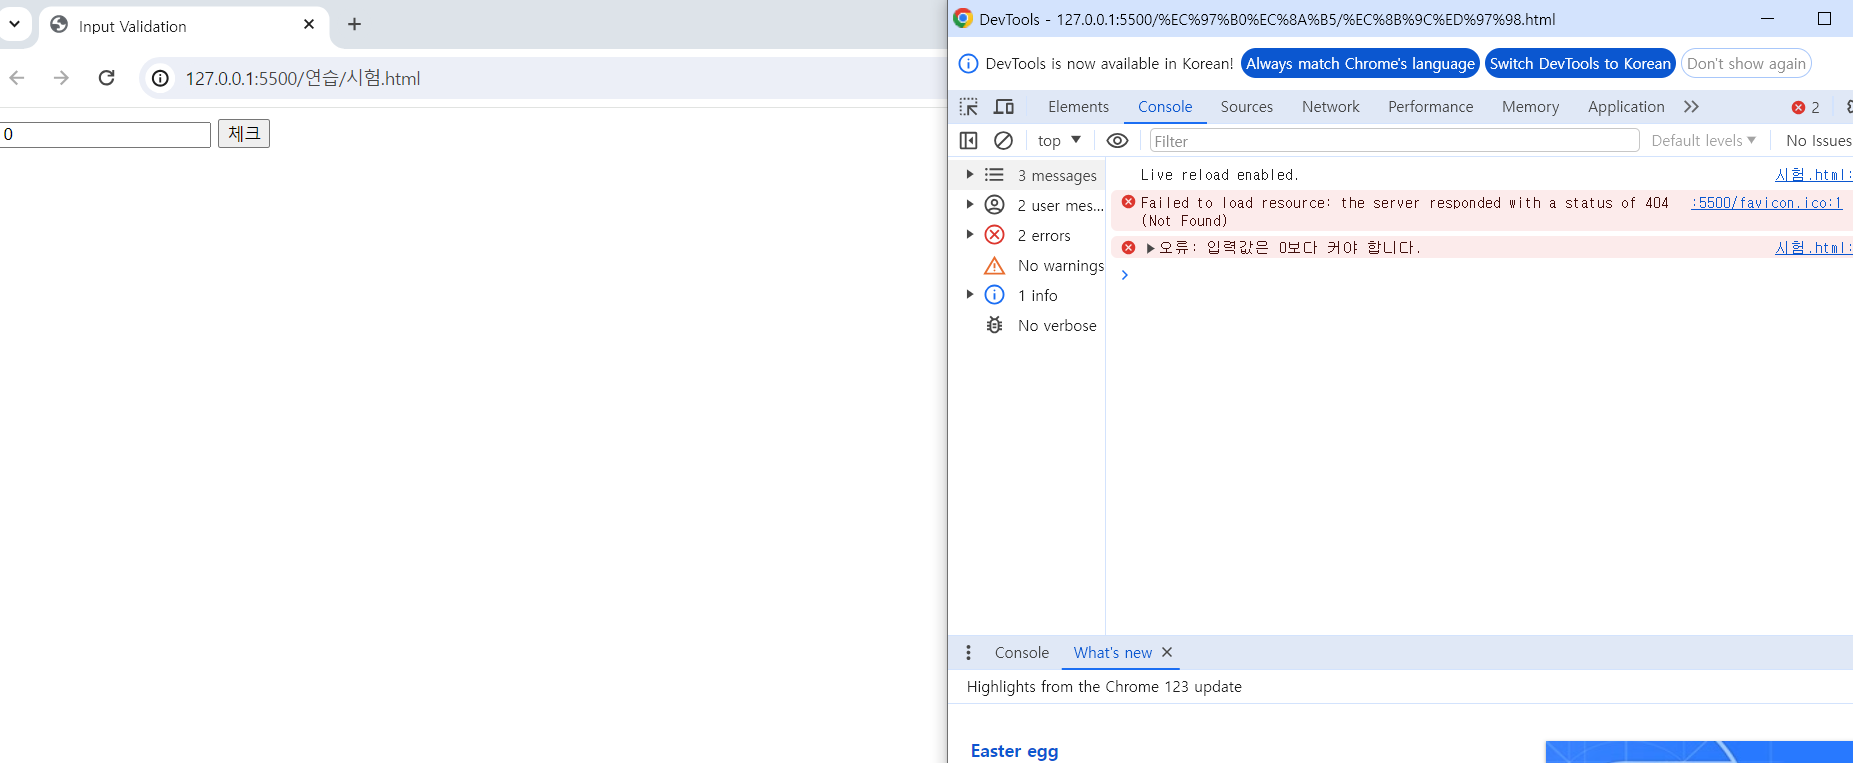 Input Validation
127.0.0.1:5500/연습/시험.html
0 체크
DevTools - 127.0.0.1:5500/%EC%97%B0%EC%8A%B5/%EC%8B%9C%ED%97%98.html
DevTools is now available in Korean! Always match Chrome's language Switch DevTools to Korean Don't show again
Elements Console Sources Network Performance Memory Application 2
top Filter Default levels No Issues
3 messages
2 user mes...
2 errors
No warnings
1 info
No verbose
Live reload enabled. 시험.html:
Failed to load resource: the server responded with a status of 404 :5500/favicon.ico:1
(Not Found)
오류: 입력값은 0보다 커야 합니다. 시험.html:
Console What's new
Highlights from the Chrome 123 update
Easter egg